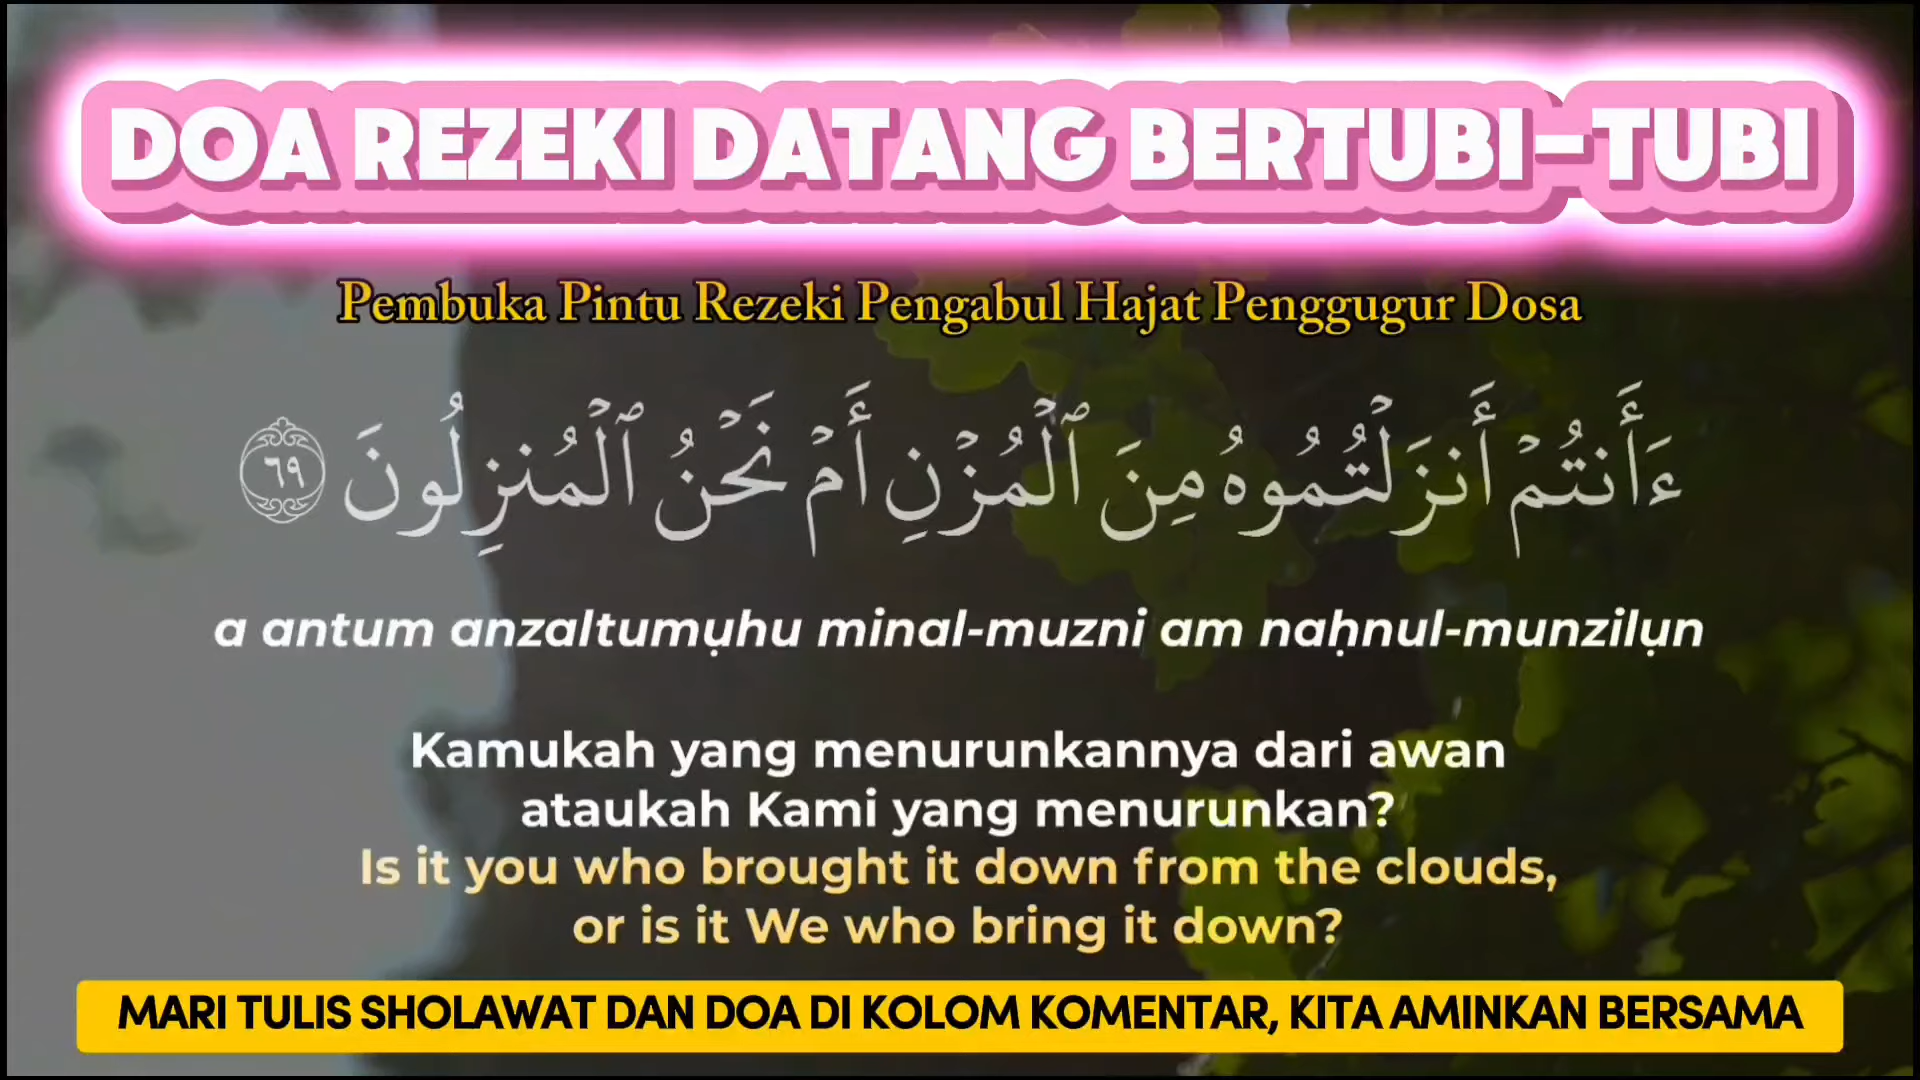 DOA REZEKI DATANG BERTUBI-TUBI
Pembuka Pintu Rezeki Pengabul Hajat Penggugur Dosa
ءَأَنتُمْ أَنزَلْتُمُوهُ مِنَ ٱلْمُزْنِ أَمْ نَحْنُ ٱلْمُنزِلُونَ ٦٩
a antum anzaltumụhu minal-muzni am naḥnul-munzilụn
Kamukah yang menurunkannya dari awan
ataukah Kami yang menurunkan?
Is it you who brought it down from the clouds,
or is it We who bring it down?
MARI TULIS SHOLAWAT DAN DOA DI KOLOM KOMENTAR, KITA AMINKAN BERSAMA